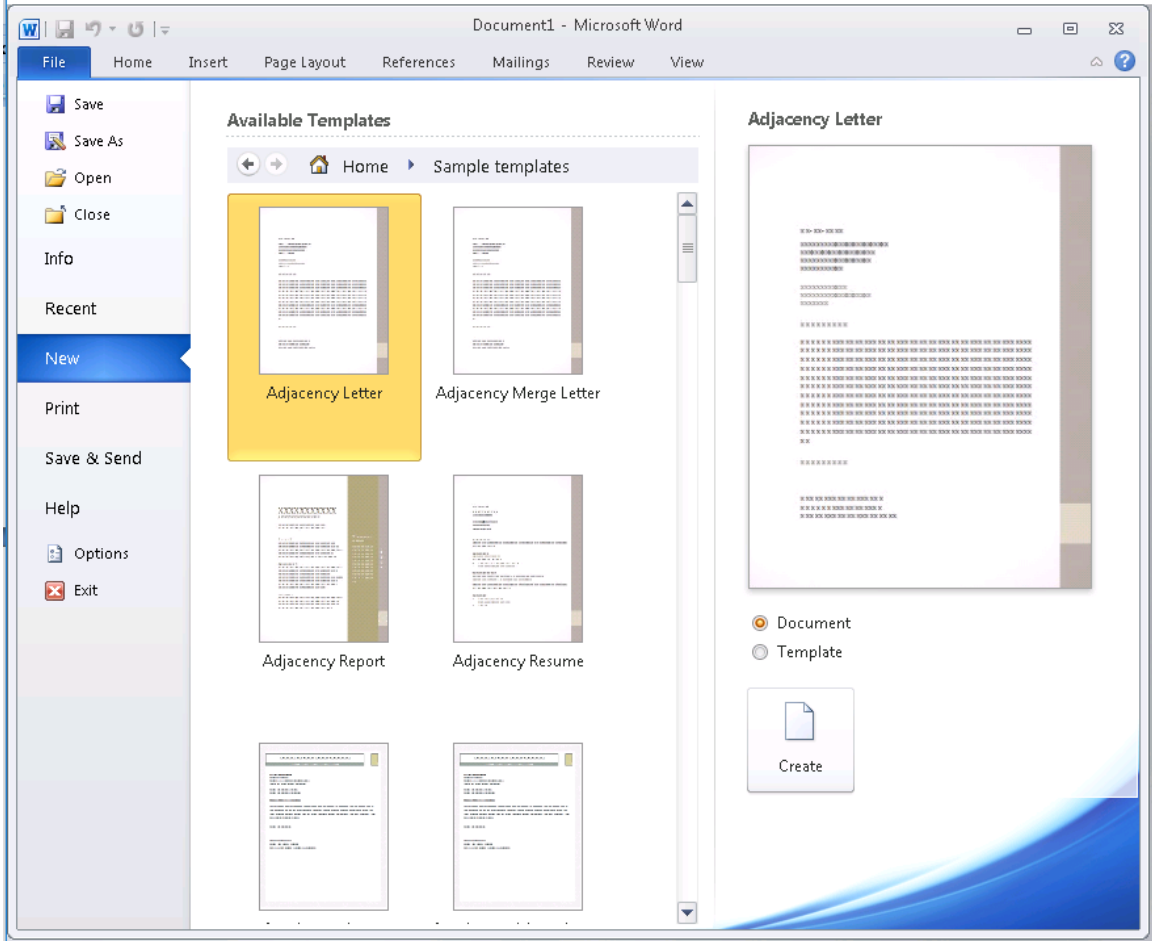 Document1 - Microsoft Word
File Home Insert Page Layout References Mailings Review View
Save
Save As
Open
Close
Info
Recent
New
Print
Save & Send
Help
Options
Exit
Available Templates
Home Sample templates
Adjacency Letter
Adjacency Merge Letter
Adjacency Report
Adjacency Resume
Adjacency Letter
Document
Template
Create